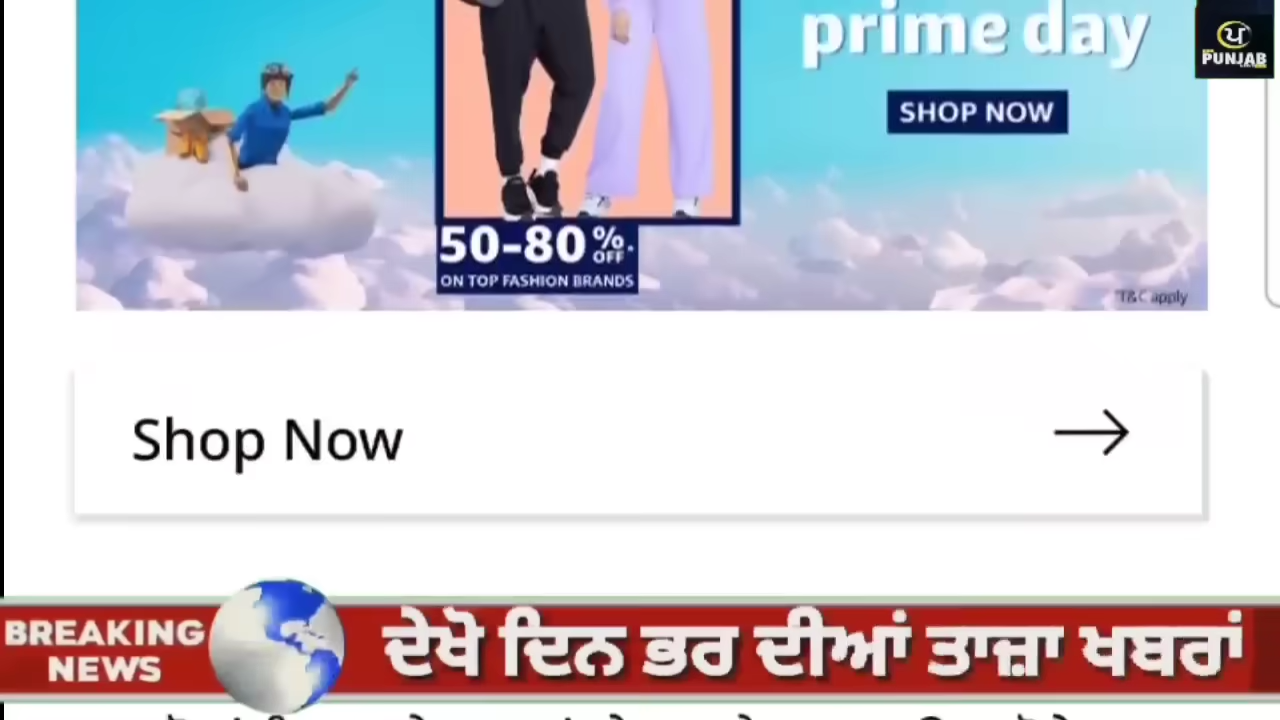 prime day
ਪ
PUNJAB
SHOP NOW
50-80 %
OFF
ON TOP FASHION BRANDS
T&C apply
Shop Now
BREAKING
NEWS
ਦੇਖੋ ਦਿਨ ਭਰ ਦੀਆਂ ਤਾਜ਼ਾ ਖਬਰਾਂ